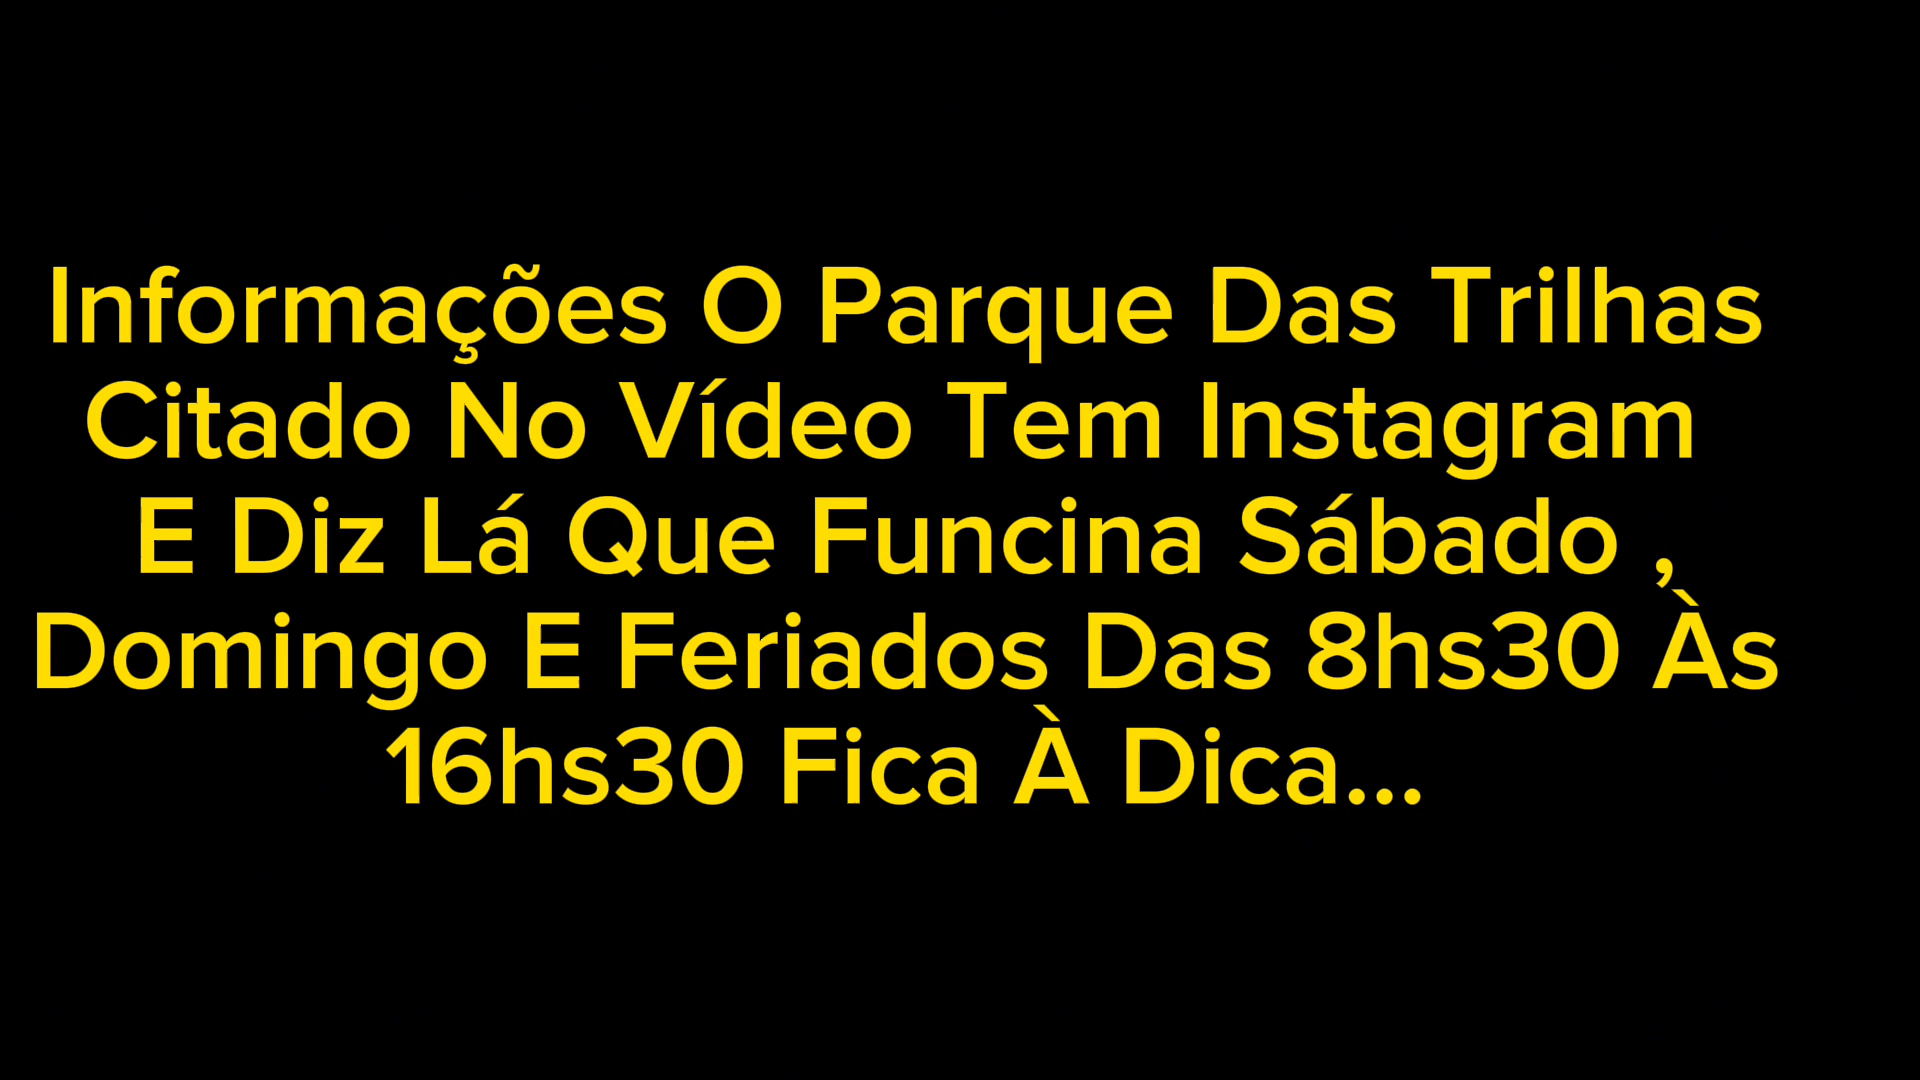 Informações O Parque Das Trilhas
Citado No Vídeo Tem Instagram
E Diz Lá Que Funcina Sábado ,
Domingo E Feriados Das 8hs30 Às
16hs30 Fica À Dica...